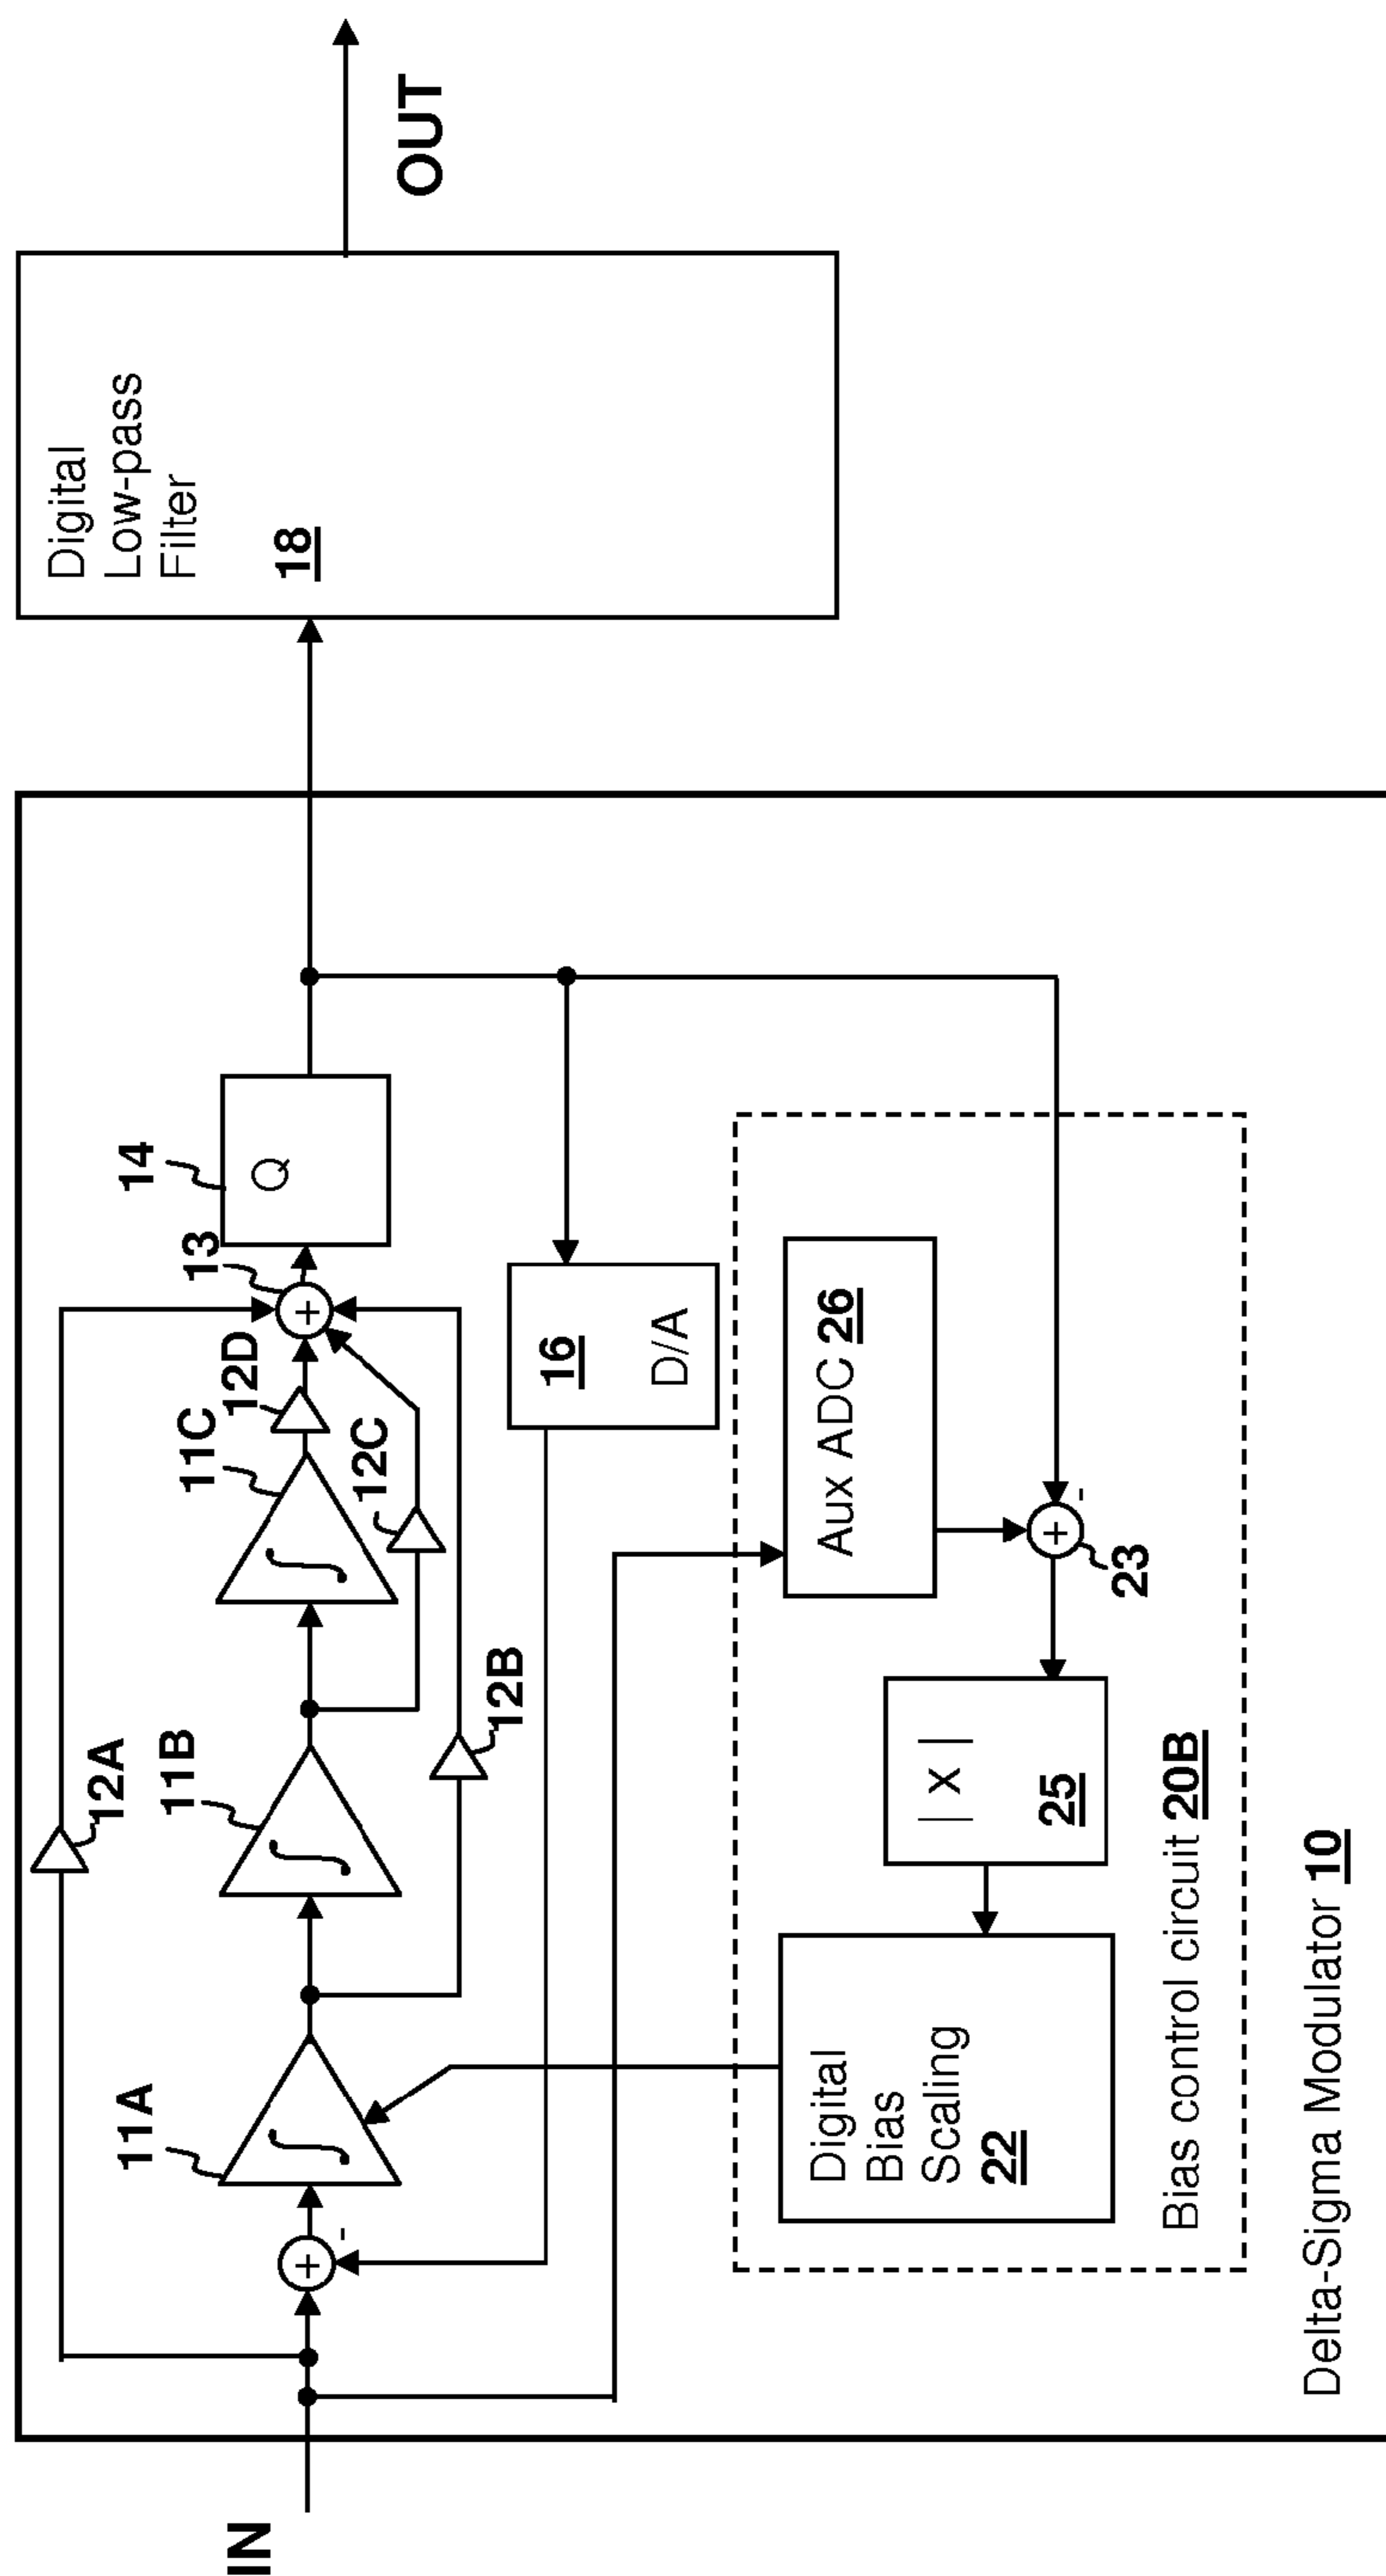 IN
OUT
12A
11A
11B
11C
12D
13
14
Q
12B
12C
+
-
+
∫
∫
∫
16
D/A
Digital
Low-pass
Filter
18
Aux ADC 26
+
-
23
| X |
25
Digital
Bias
Scaling
22
Bias control circuit 20B
Delta-Sigma Modulator 10